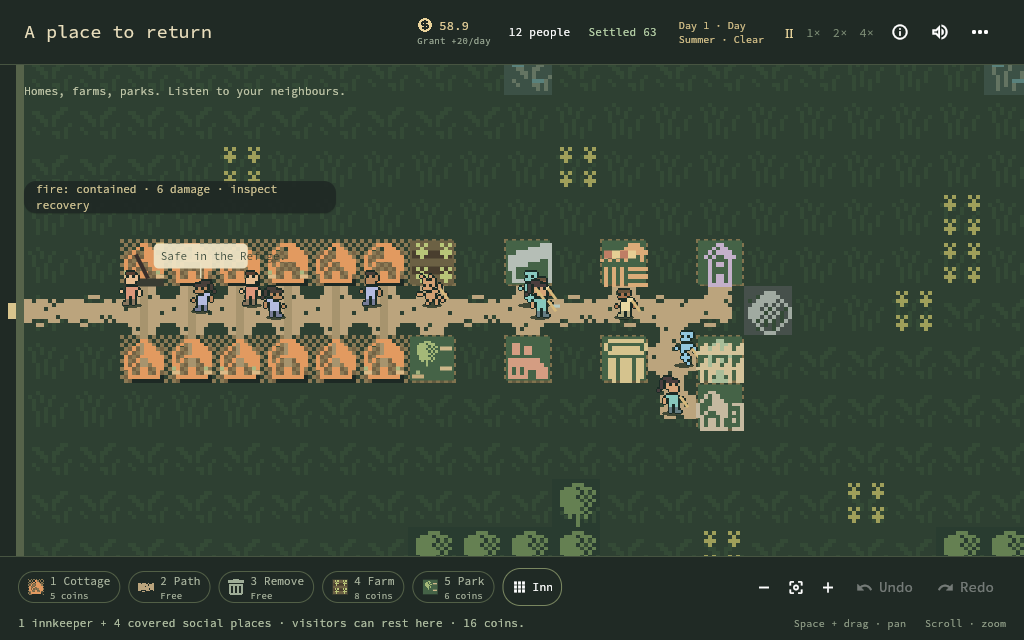 A place to return
58.9
Grant +20/day
12 people
Settled 63
Day 1 · Day
Summer · Clear
1×
2×
4×
Homes, farms, parks. Listen to your neighbours.
fire: contained · 6 damage · inspect
recovery
Safe in the
1 Cottage
5 coins
2 Path
Free
3 Remove
Free
4 Farm
8 coins
5 Park
6 coins
Inn
Undo
Redo
1 innkeeper + 4 covered social places · visitors can rest here · 16 coins.
Space + drag · pan
Scroll · zoom